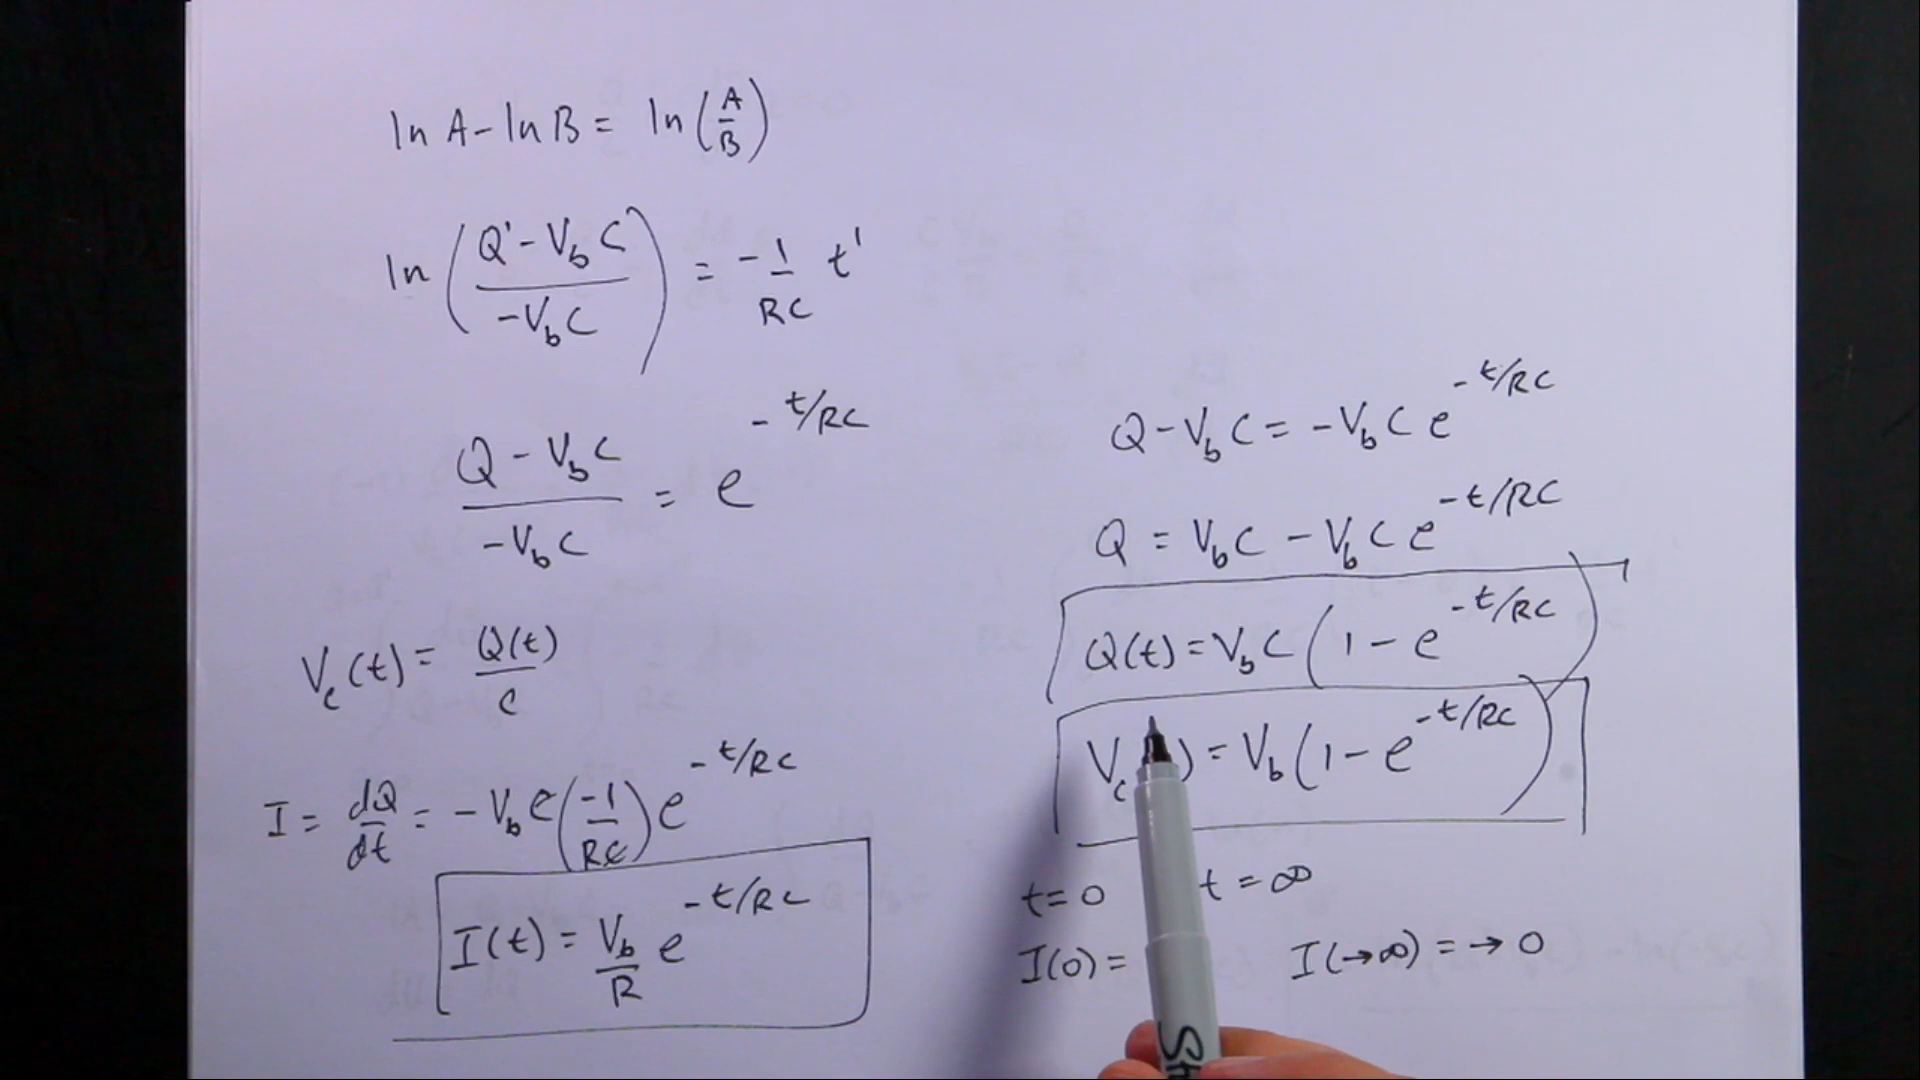 ln A - ln B = ln(A/B)
ln((Q' - V_b C)/(-V_b C)) = -1/RC t'
(Q - V_b C)/(-V_b C) = e^(-t/RC)
V_c(t) = Q(t)/C
I = dQ/dt = -V_b C(-1/RC) e^(-t/RC)
I(t) = V_b/R e^(-t/RC)
Q - V_b C = -V_b C e^(-t/RC)
Q = V_b C - V_b C e^(-t/RC)
Q(t) = V_b C (1 - e^(-t/RC))
V_c ) = V_b (1 - e^(-t/RC))
t = 0 t = ∞
I(0) = I(→∞) = → 0